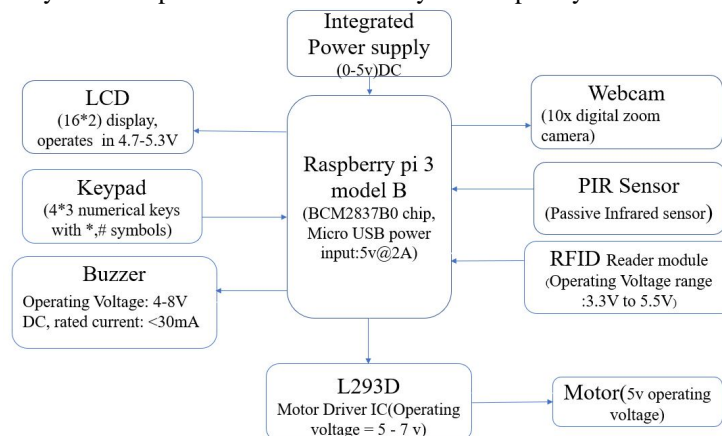 Integrated
Power supply
(0-5v)DC
LCD
(16*2) display,
operates in 4.7-5.3V
Webcam
(10x digital zoom
camera)
Raspberry pi 3
model B
(BCM2837B0 chip,
Micro USB power
input:5v@2A)
Keypad
(4*3 numerical keys
with *,# symbols)
PIR Sensor
(Passive Infrared sensor)
Buzzer
Operating Voltage: 4-8V
DC, rated current: <30mA
RFID Reader module
(Operating Voltage range
:3.3V to 5.5V)
L293D
Motor Driver IC(Operating
voltage = 5 - 7 v)
Motor(5v operating
voltage)